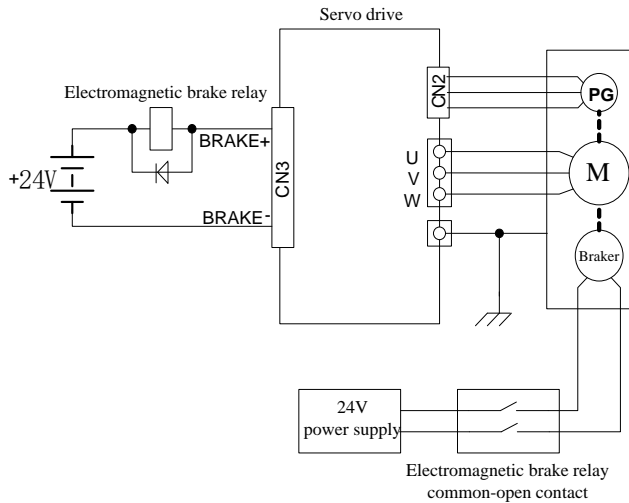 Servo drive
Electromagnetic brake relay
CN2
PG
BRAKE+
CN3
U
V
W
M
+24V
BRAKE-
Braker
24V
power supply
Electromagnetic brake relay
common-open contact